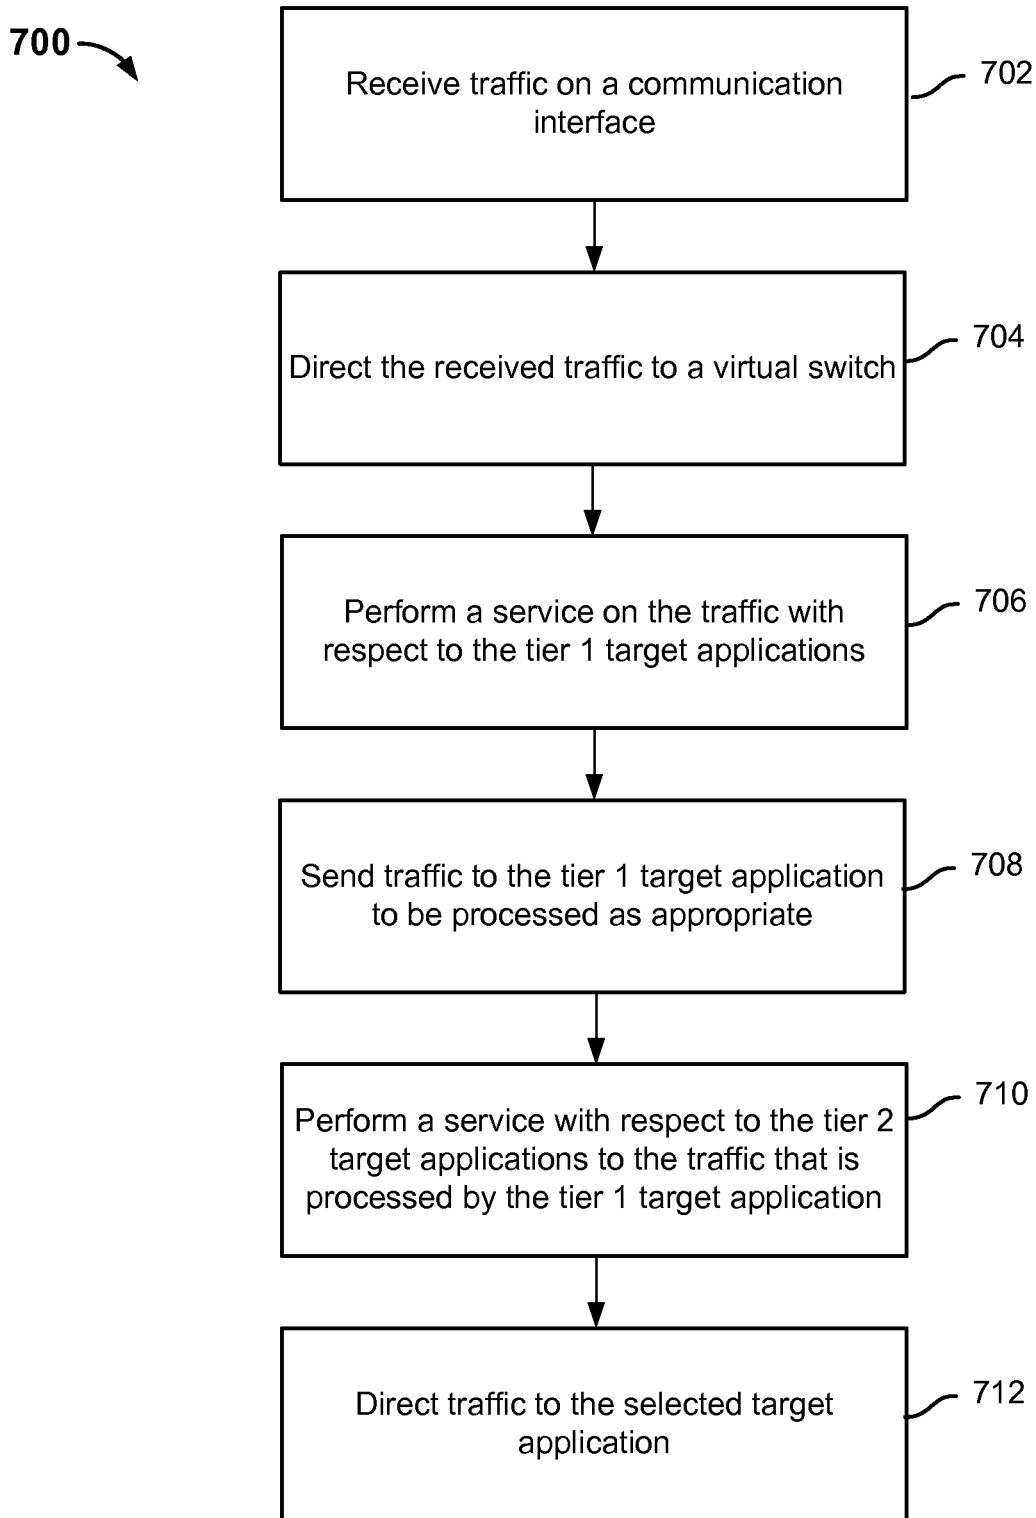 700
Receive traffic on a communication
interface
702
Direct the received traffic to a virtual switch
704
Perform a service on the traffic with
respect to the tier 1 target applications
706
Send traffic to the tier 1 target application
to be processed as appropriate
708
Perform a service with respect to the tier 2
target applications to the traffic that is
processed by the tier 1 target application
710
Direct traffic to the selected target
application
712